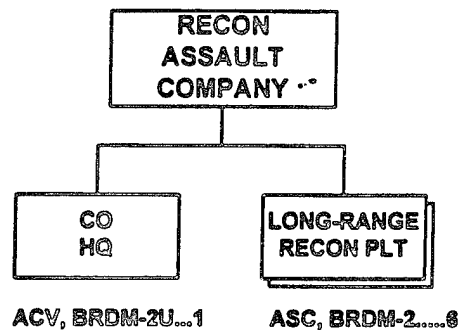 RECON
ASSAULT
COMPANY
CO
HQ
LONG-RANGE
RECON PLT
ACV, BRDM-2U...1
ASC, BRDM-2.....6